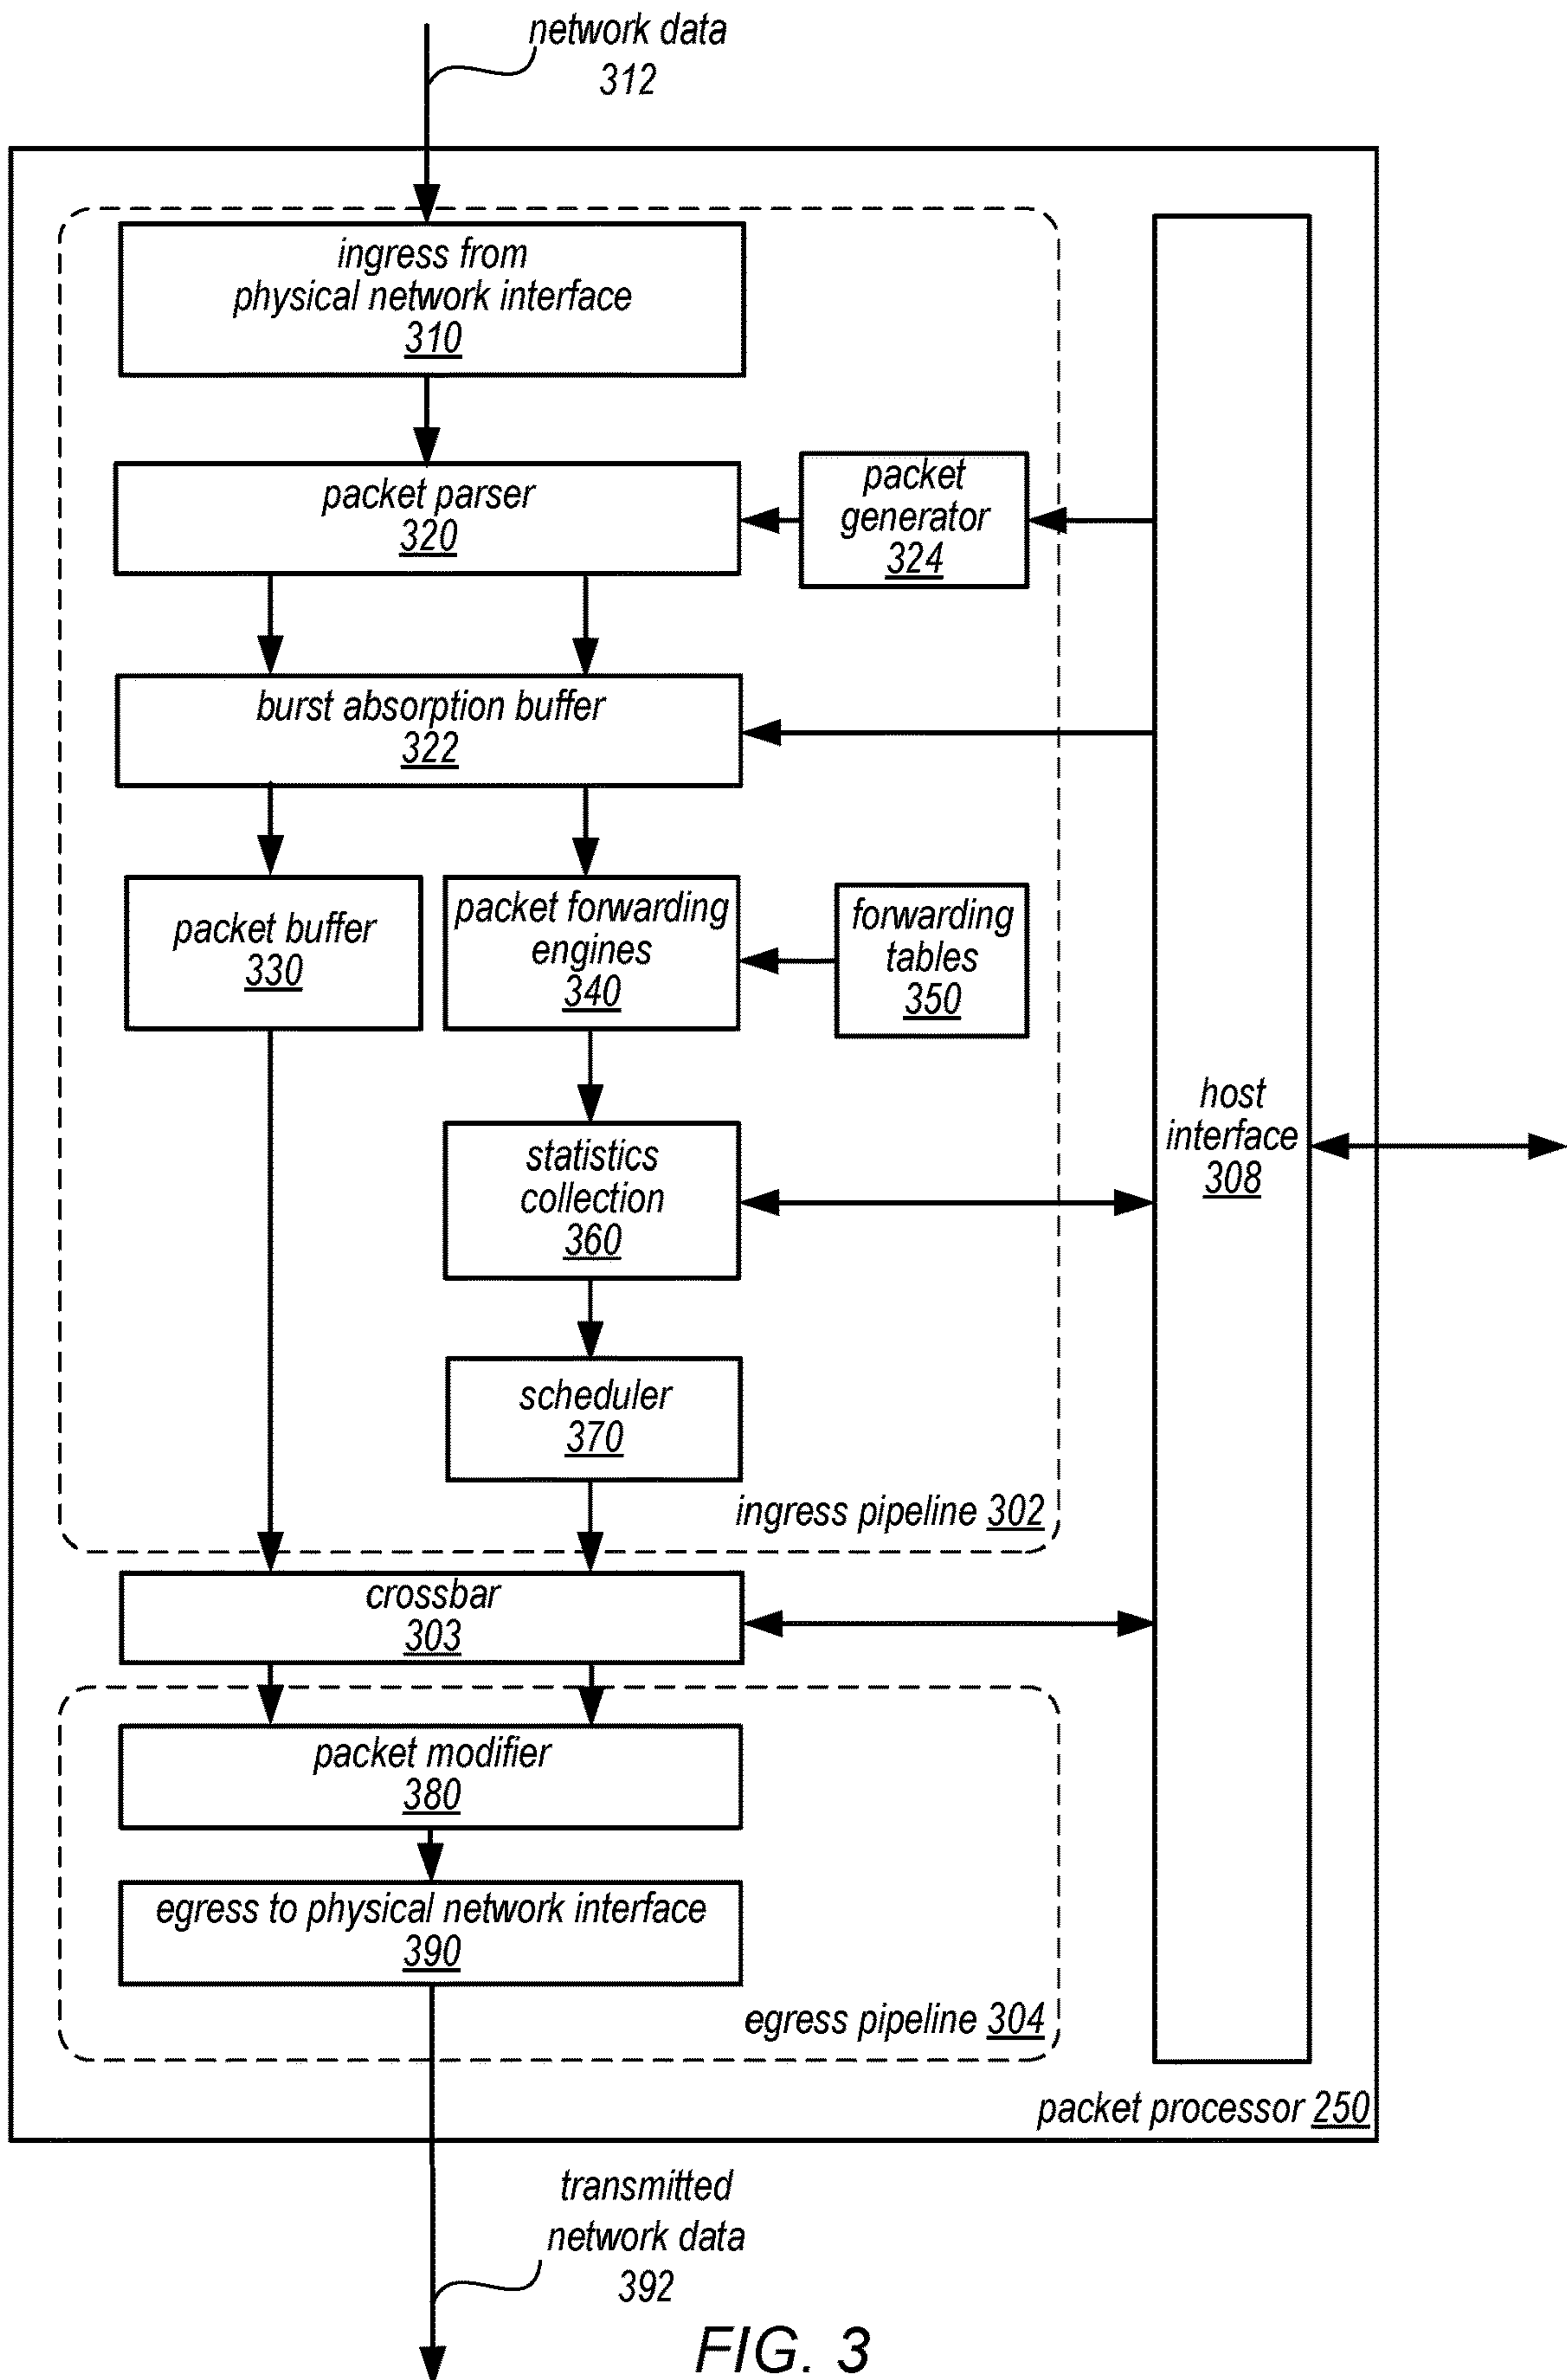 network data
312
ingress from
physical network interface
310
packet parser
320
packet
generator
324
burst absorption buffer
322
packet buffer
330
packet forwarding
engines
340
forwarding
tables
350
host
interface
308
statistics
collection
360
scheduler
370
ingress pipeline 302
crossbar
303
packet modifier
380
egress to physical network interface
390
egress pipeline 304
packet processor 250
transmitted
network data
392
FIG. 3